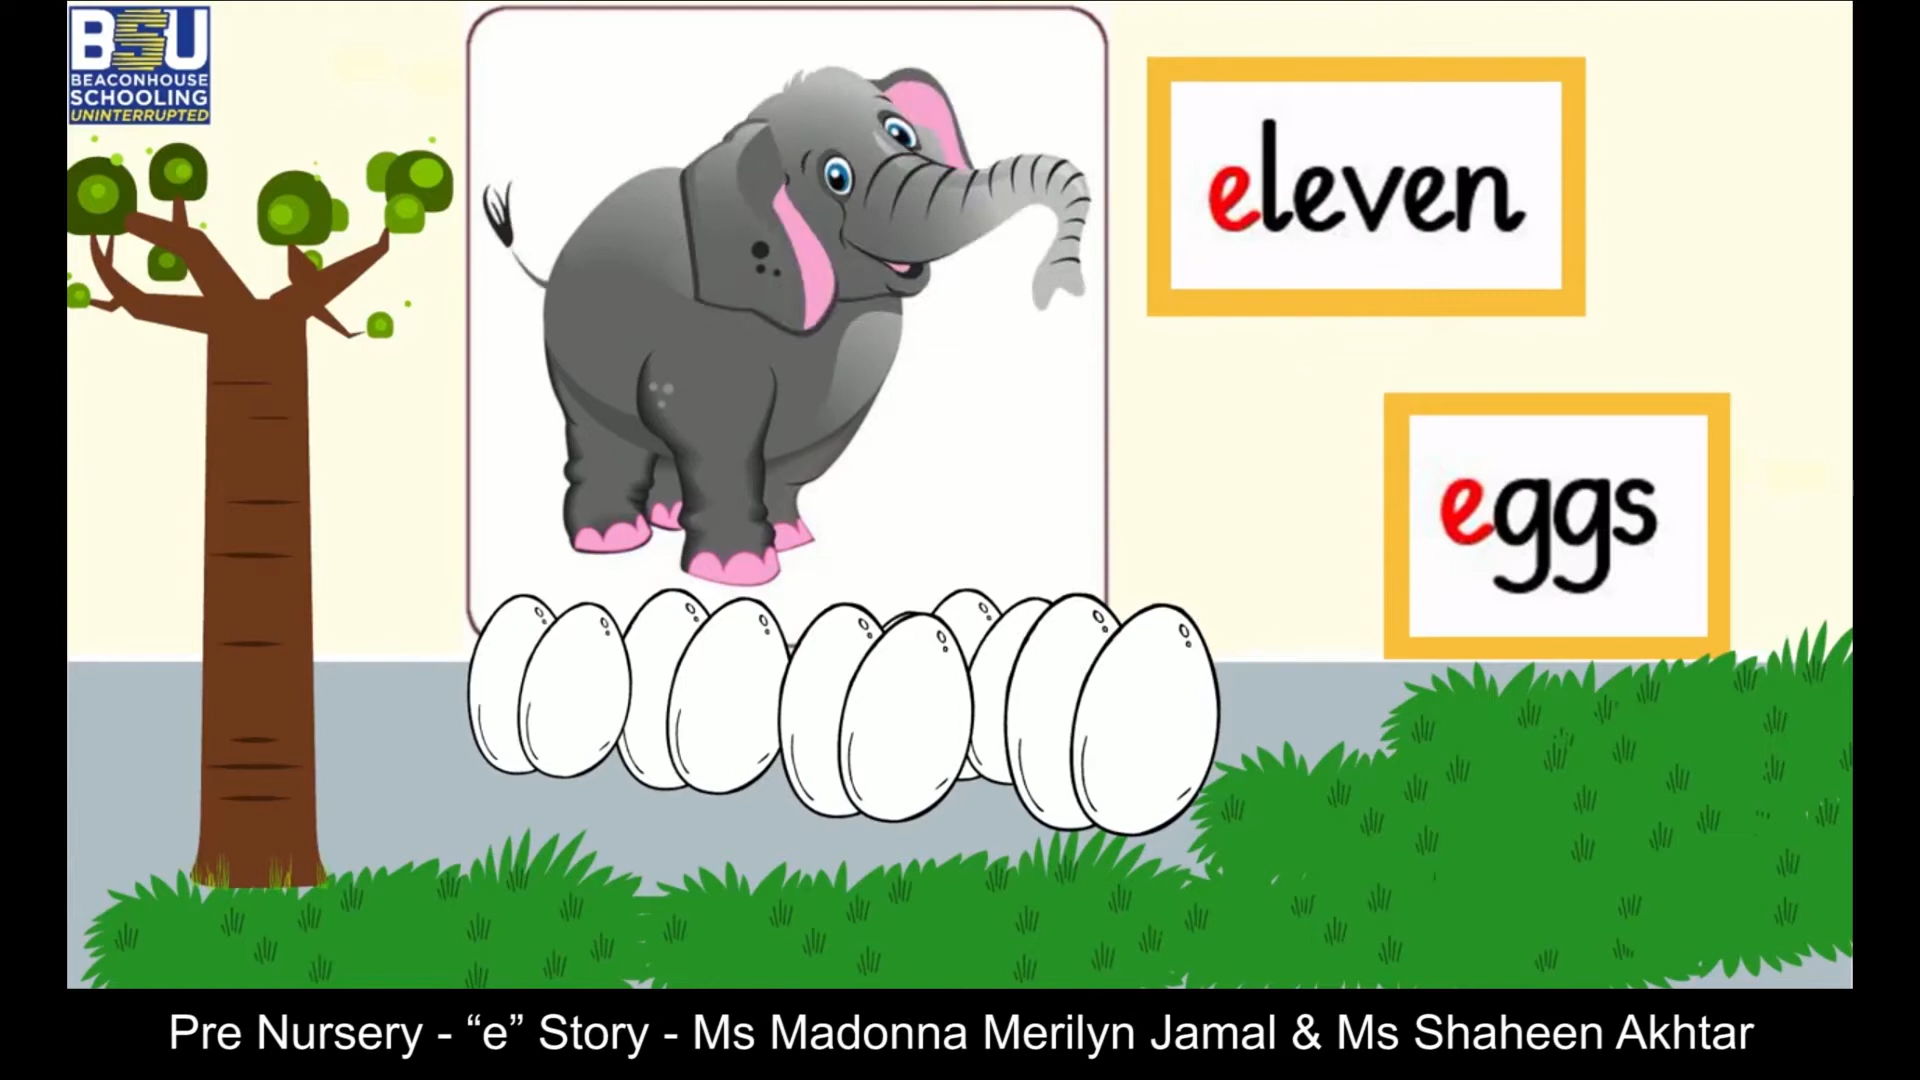 BSU
BEACONHOUSE
SCHOOLING
UNINTERRUPTED
eleven
eggs
Pre Nursery - “e” Story - Ms Madonna Merilyn Jamal & Ms Shaheen Akhtar